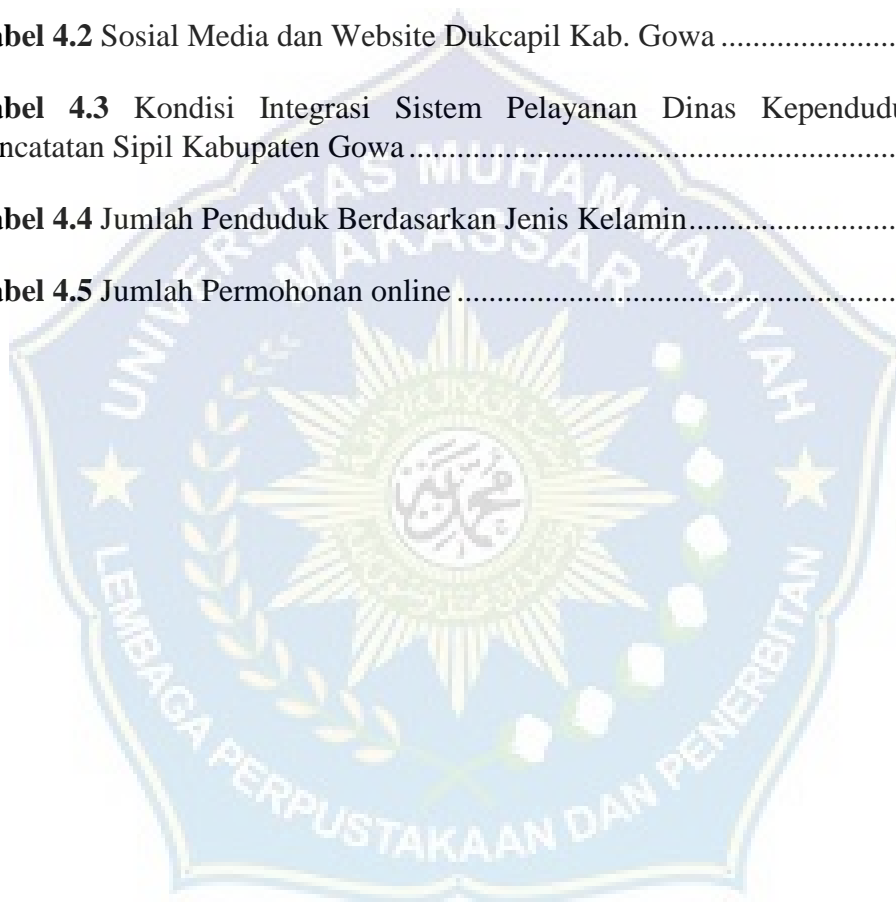 abel 4.2 Sosial Media dan Website Dukcapil Kab. Gowa ......................
abel 4.3 Kondisi Integrasi Sistem Pelayanan Dinas Kependudu
ncatatan Sipil Kabupaten Gowa .............................................................
abel 4.4 Jumlah Penduduk Berdasarkan Jenis Kelamin..........................
abel 4.5 Jumlah Permohonan online .......................................................
UNIVERSITAS MUHAMMADIYAH
MAKASSAR
LEMBAGA PERPUSTAKAAN DAN PENERBITAN